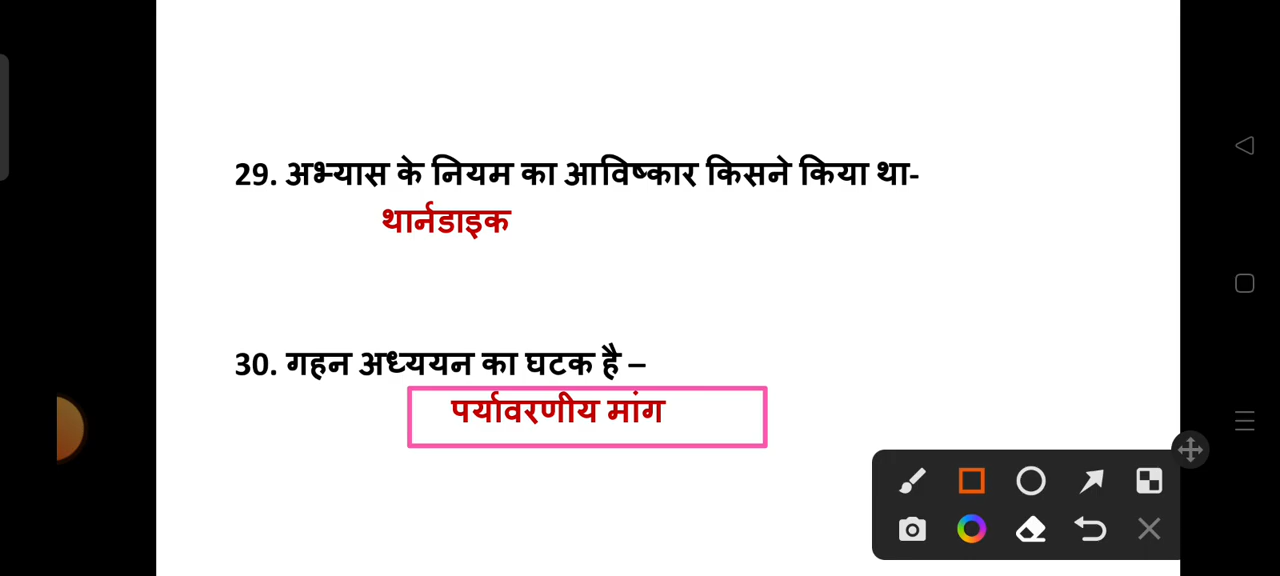 29. अभ्यास के नियम का आविष्कार किसने किया था-
थार्नडाइक
30. गहन अध्ययन का घटक है –
पर्यावरणीय मांग